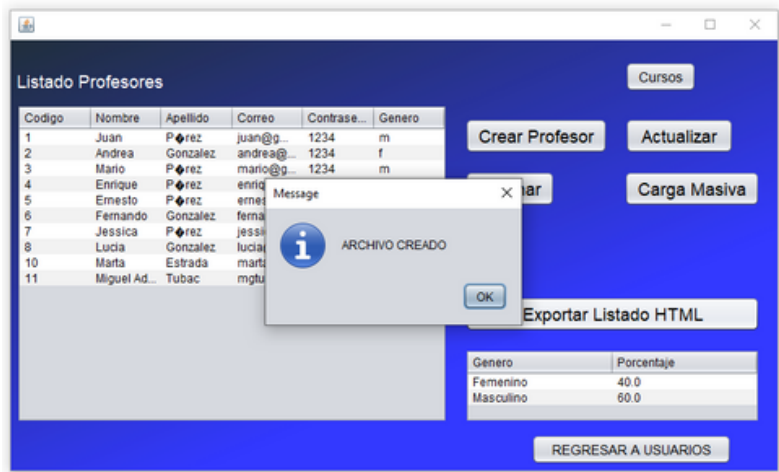 Listado Profesores
Cursos
Codigo Nombre Apellido Correo Contrase... Genero
1 Juan P�rez juan@g... 1234 m
2 Andrea Gonzalez andrea@... 1234 f
3 Mario P�rez mario@g... 1234 m
4 Enrique P�rez
5 Ernesto P�rez
6 Fernando Gonzalez
7 Jessica P�rez
8 Lucia Gonzalez
10 Marta Estrada
11 Miguel Ad... Tubac
Crear Profesor
Actualizar
Carga Masiva
Message
ARCHIVO CREADO
OK
Exportar Listado HTML
Genero Porcentaje
Femenino 40.0
Masculino 60.0
REGRESAR A USUARIOS